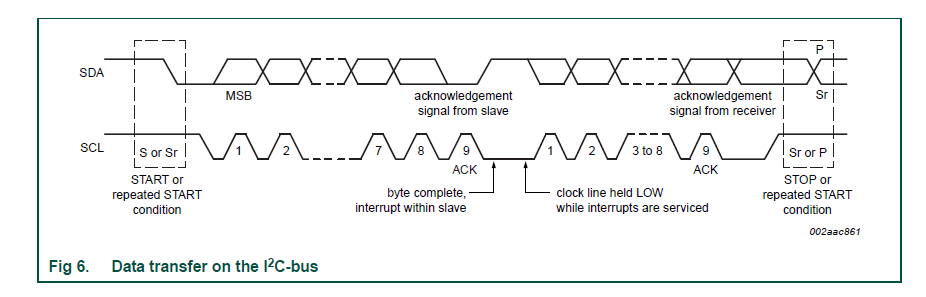 P
SDA
MSB
acknowledgement
signal from slave
acknowledgement
signal from receiver
Sr
SCL
S or Sr
1
2
7
8
9
1
2
3 to 8
9
Sr or P
ACK
ACK
START or
repeated START
condition
STOP or
repeated START
condition
byte complete,
interrupt within slave
clock line held LOW
while interrupts are serviced
002aac861
Fig 6. Data transfer on the I²C-bus